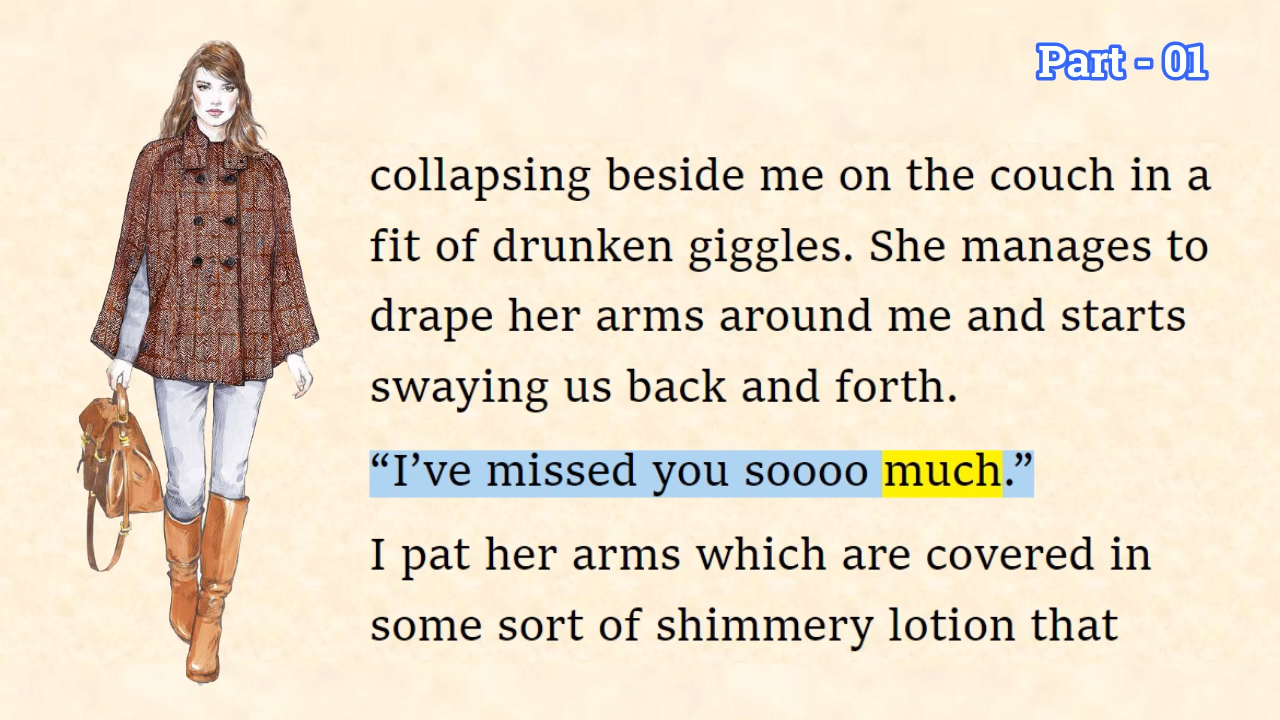 Part - 01
collapsing beside me on the couch in a
fit of drunken giggles. She manages to
drape her arms around me and starts
swaying us back and forth.
“I’ve missed you soooo much.”
I pat her arms which are covered in
some sort of shimmery lotion that